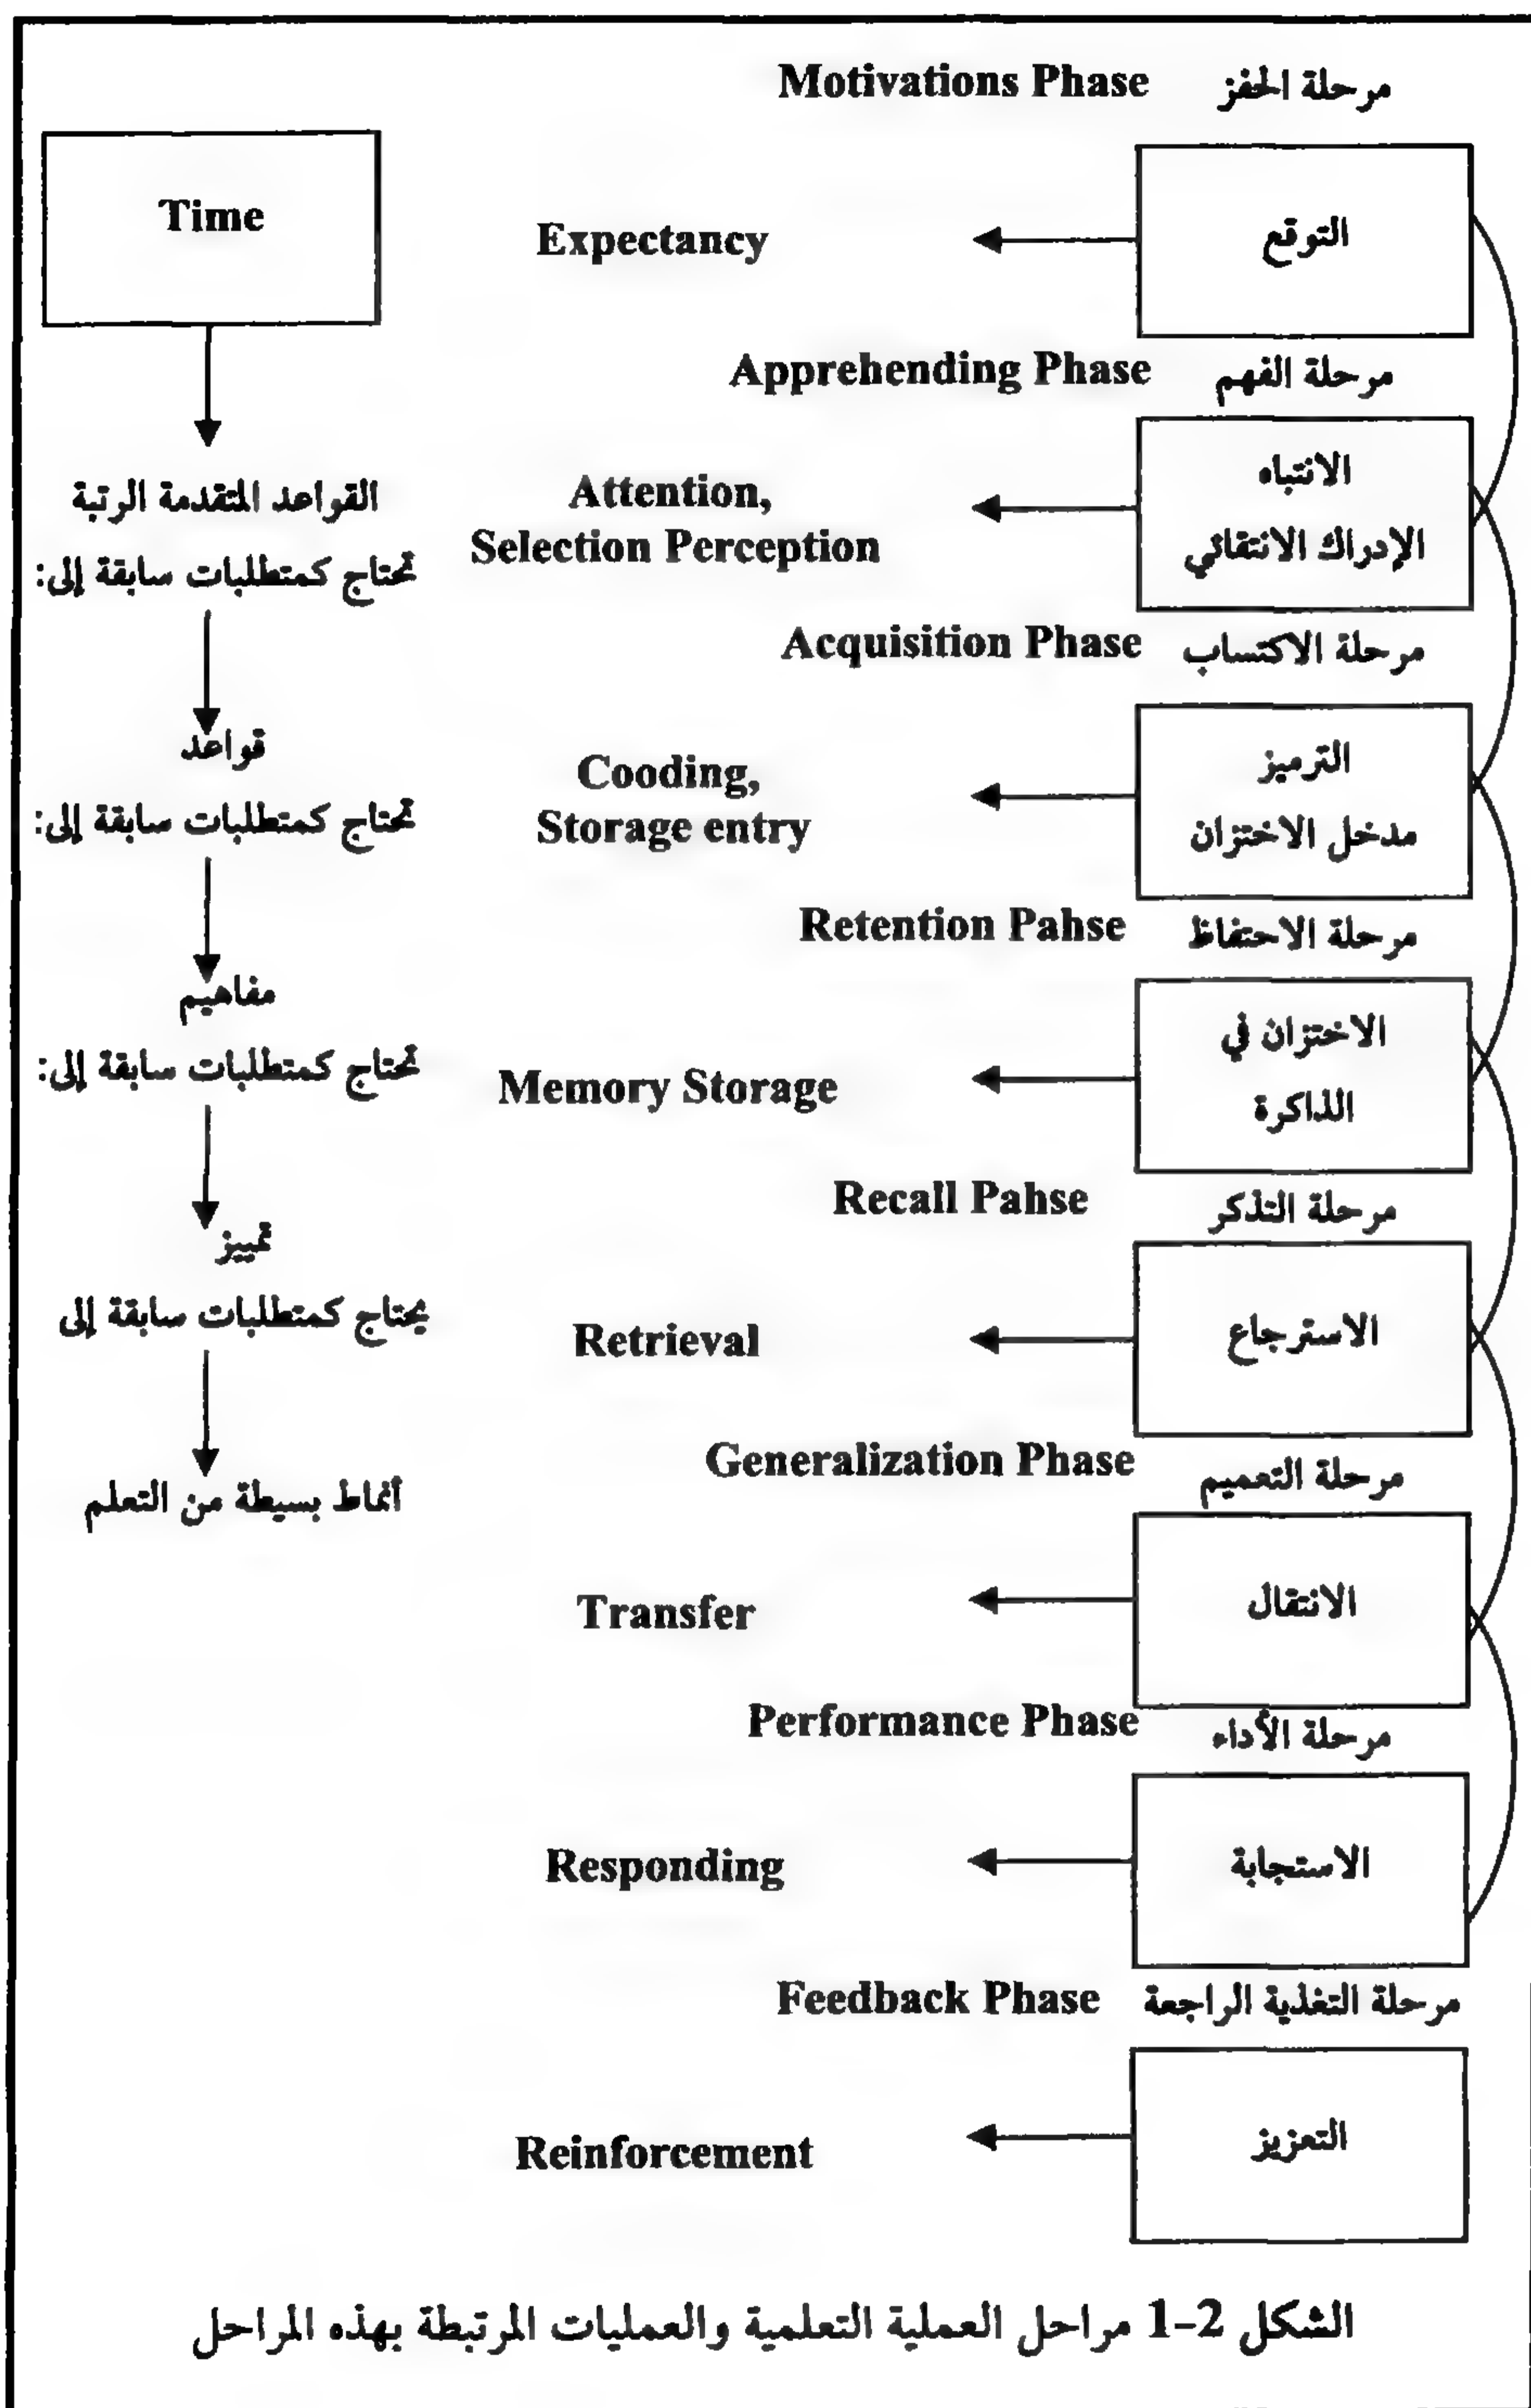 Motivations Phase مرحلة الحفز
Time
Expectancy
التوقع
Apprehending Phase مرحلة الفهم
القواعد المتقدمة الرتبة
تحتاج كمتطلبات سابقة إلى:
Attention,
Selection Perception
الانتباه
الإدراك الانتقائي
Acquisition Phase مرحلة الاكتساب
قواعد
تحتاج كمتطلبات سابقة إلى:
Cooding,
Storage entry
الترميز
مدخل الاختزان
Retention Pahse مرحلة الاحتفاظ
مفاهيم
تحتاج كمتطلبات سابقة إلى:
Memory Storage
الاختزان في
الذاكرة
Recall Pahse مرحلة التذكر
تمييز
يحتاج كمتطلبات سابقة إلى
Retrieval
الاسترجاع
Generalization Phase مرحلة التعميم
أنماط بسيطة من التعلم
Transfer
الانتقال
Performance Phase مرحلة الأداء
Responding
الاستجابة
Feedback Phase مرحلة التغذية الراجعة
Reinforcement
التعزيز
الشكل 2-1 مراحل العملية التعلمية والعمليات المرتبطة بهذه المراحل